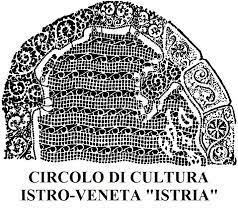 CIRCOLO DI CULTURA
ISTRO-VENETA "ISTRIA"